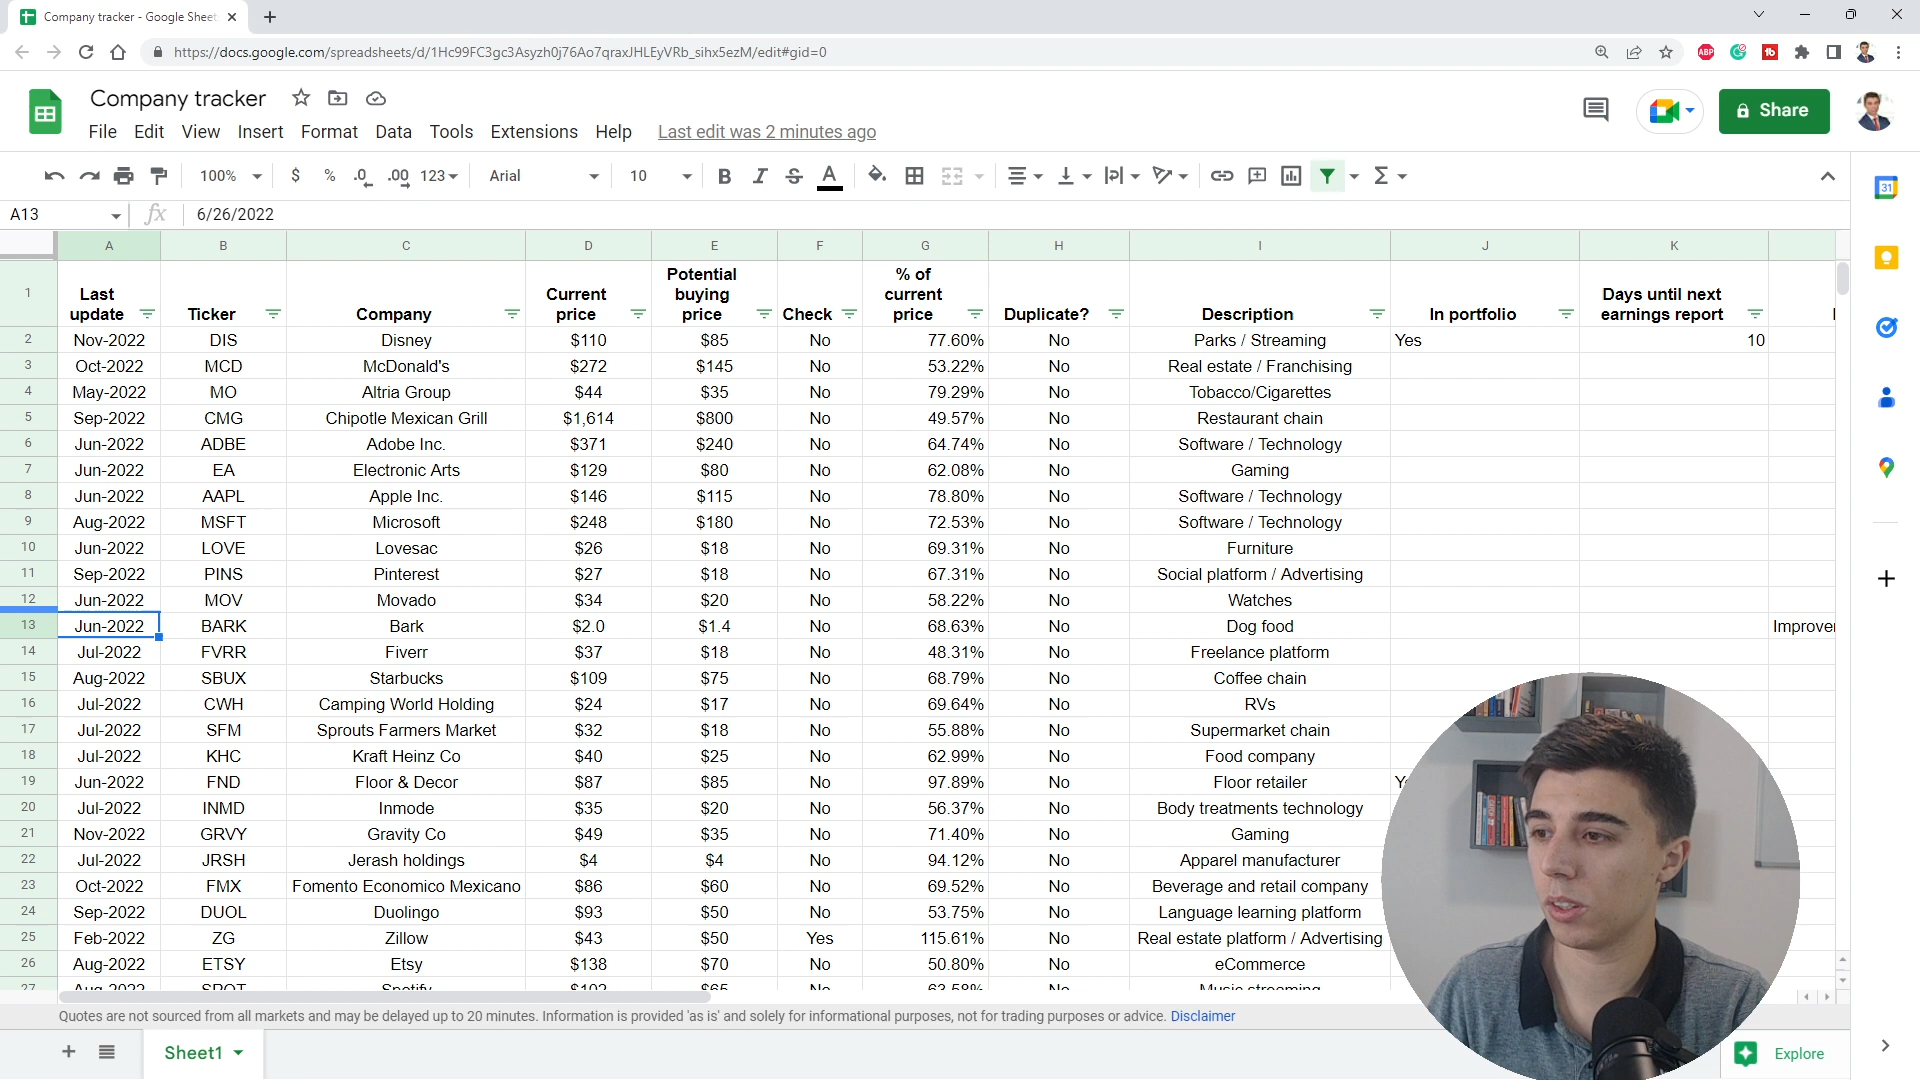 Company tracker - Google Sheet
https://docs.google.com/spreadsheets/d/1Hc99FC3gc3Asyzh0j76Ao7qraxJHLEyVRb_sihx5ezM/edit#gid=0
ABP
Company tracker
File Edit View Insert Format Data Tools Extensions Help Last edit was 2 minutes ago
Share
100% $ % .0 .00 123 Arial 10 B I S A
31
A13 fx 6/26/2022
A B C D E F G H I J K
1 Last update Ticker Company Current price Potential buying price Check % of current price Duplicate? Description In portfolio Days until next earnings report
2 Nov-2022 DIS Disney $110 $85 No 77.60% No Parks / Streaming Yes 10
3 Oct-2022 MCD McDonald's $272 $145 No 53.22% No Real estate / Franchising
4 May-2022 MO Altria Group $44 $35 No 79.29% No Tobacco/Cigarettes
5 Sep-2022 CMG Chipotle Mexican Grill $1,614 $800 No 49.57% No Restaurant chain
6 Jun-2022 ADBE Adobe Inc. $371 $240 No 64.74% No Software / Technology
7 Jun-2022 EA Electronic Arts $129 $80 No 62.08% No Gaming
8 Jun-2022 AAPL Apple Inc. $146 $115 No 78.80% No Software / Technology
9 Aug-2022 MSFT Microsoft $248 $180 No 72.53% No Software / Technology
10 Jun-2022 LOVE Lovesac $26 $18 No 69.31% No Furniture
11 Sep-2022 PINS Pinterest $27 $18 No 67.31% No Social platform / Advertising
12 Jun-2022 MOV Movado $34 $20 No 58.22% No Watches
13 Jun-2022 BARK Bark $2.0 $1.4 No 68.63% No Dog food Improve
14 Jul-2022 FVRR Fiverr $37 $18 No 48.31% No Freelance platform
15 Aug-2022 SBUX Starbucks $109 $75 No 68.79% No Coffee chain
16 Jul-2022 CWH Camping World Holding $24 $17 No 69.64% No RVs
17 Jul-2022 SFM Sprouts Farmers Market $32 $18 No 55.88% No Supermarket chain
18 Jul-2022 KHC Kraft Heinz Co $40 $25 No 62.99% No Food company
19 Jun-2022 FND Floor & Decor $87 $85 No 97.89% No Floor retailer
20 Jul-2022 INMD Inmode $35 $20 No 56.37% No Body treatments technology
21 Nov-2022 GRVY Gravity Co $49 $35 No 71.40% No Gaming
22 Jul-2022 JRSH Jerash holdings $4 $4 No 94.12% No Apparel manufacturer
23 Oct-2022 FMX Fomento Economico Mexicano $86 $60 No 69.52% No Beverage and retail company
24 Sep-2022 DUOL Duolingo $93 $50 No 53.75% No Language learning platform
25 Feb-2022 ZG Zillow $43 $50 Yes 115.61% No Real estate platform / Advertising
26 Aug-2022 ETSY Etsy $138 $70 No 50.80% No eCommerce
27 Aug-2022 SPOT Spotify $102 $65 No 63.58% No Music streaming
Quotes are not sourced from all markets and may be delayed up to 20 minutes. Information is provided 'as is' and solely for informational purposes, not for trading purposes or advice. Disclaimer
Sheet1
Explore